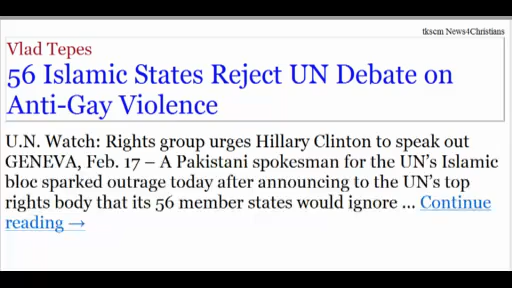 tkscm News4Christians
Vlad Tepes
56 Islamic States Reject UN Debate on
Anti-Gay Violence
U.N. Watch: Rights group urges Hillary Clinton to speak out
GENEVA, Feb. 17 – A Pakistani spokesman for the UN's Islamic
bloc sparked outrage today after announcing to the UN's top
rights body that its 56 member states would ignore ... Continue
reading →